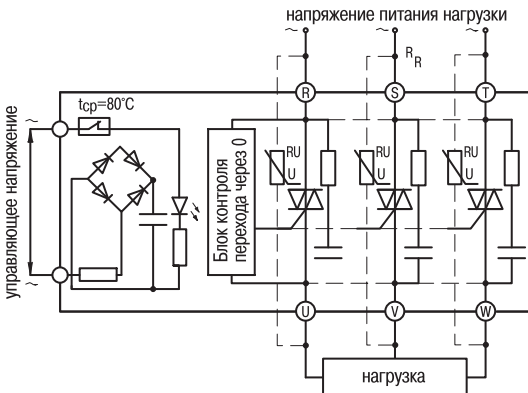 напряжение питания нагрузки
~ ~ ~
R
R
R S T
~
tср=80°C
управляющее напряжение
~
Блок контроля
перехода через 0
RU RU RU
U U U
U V W
нагрузка